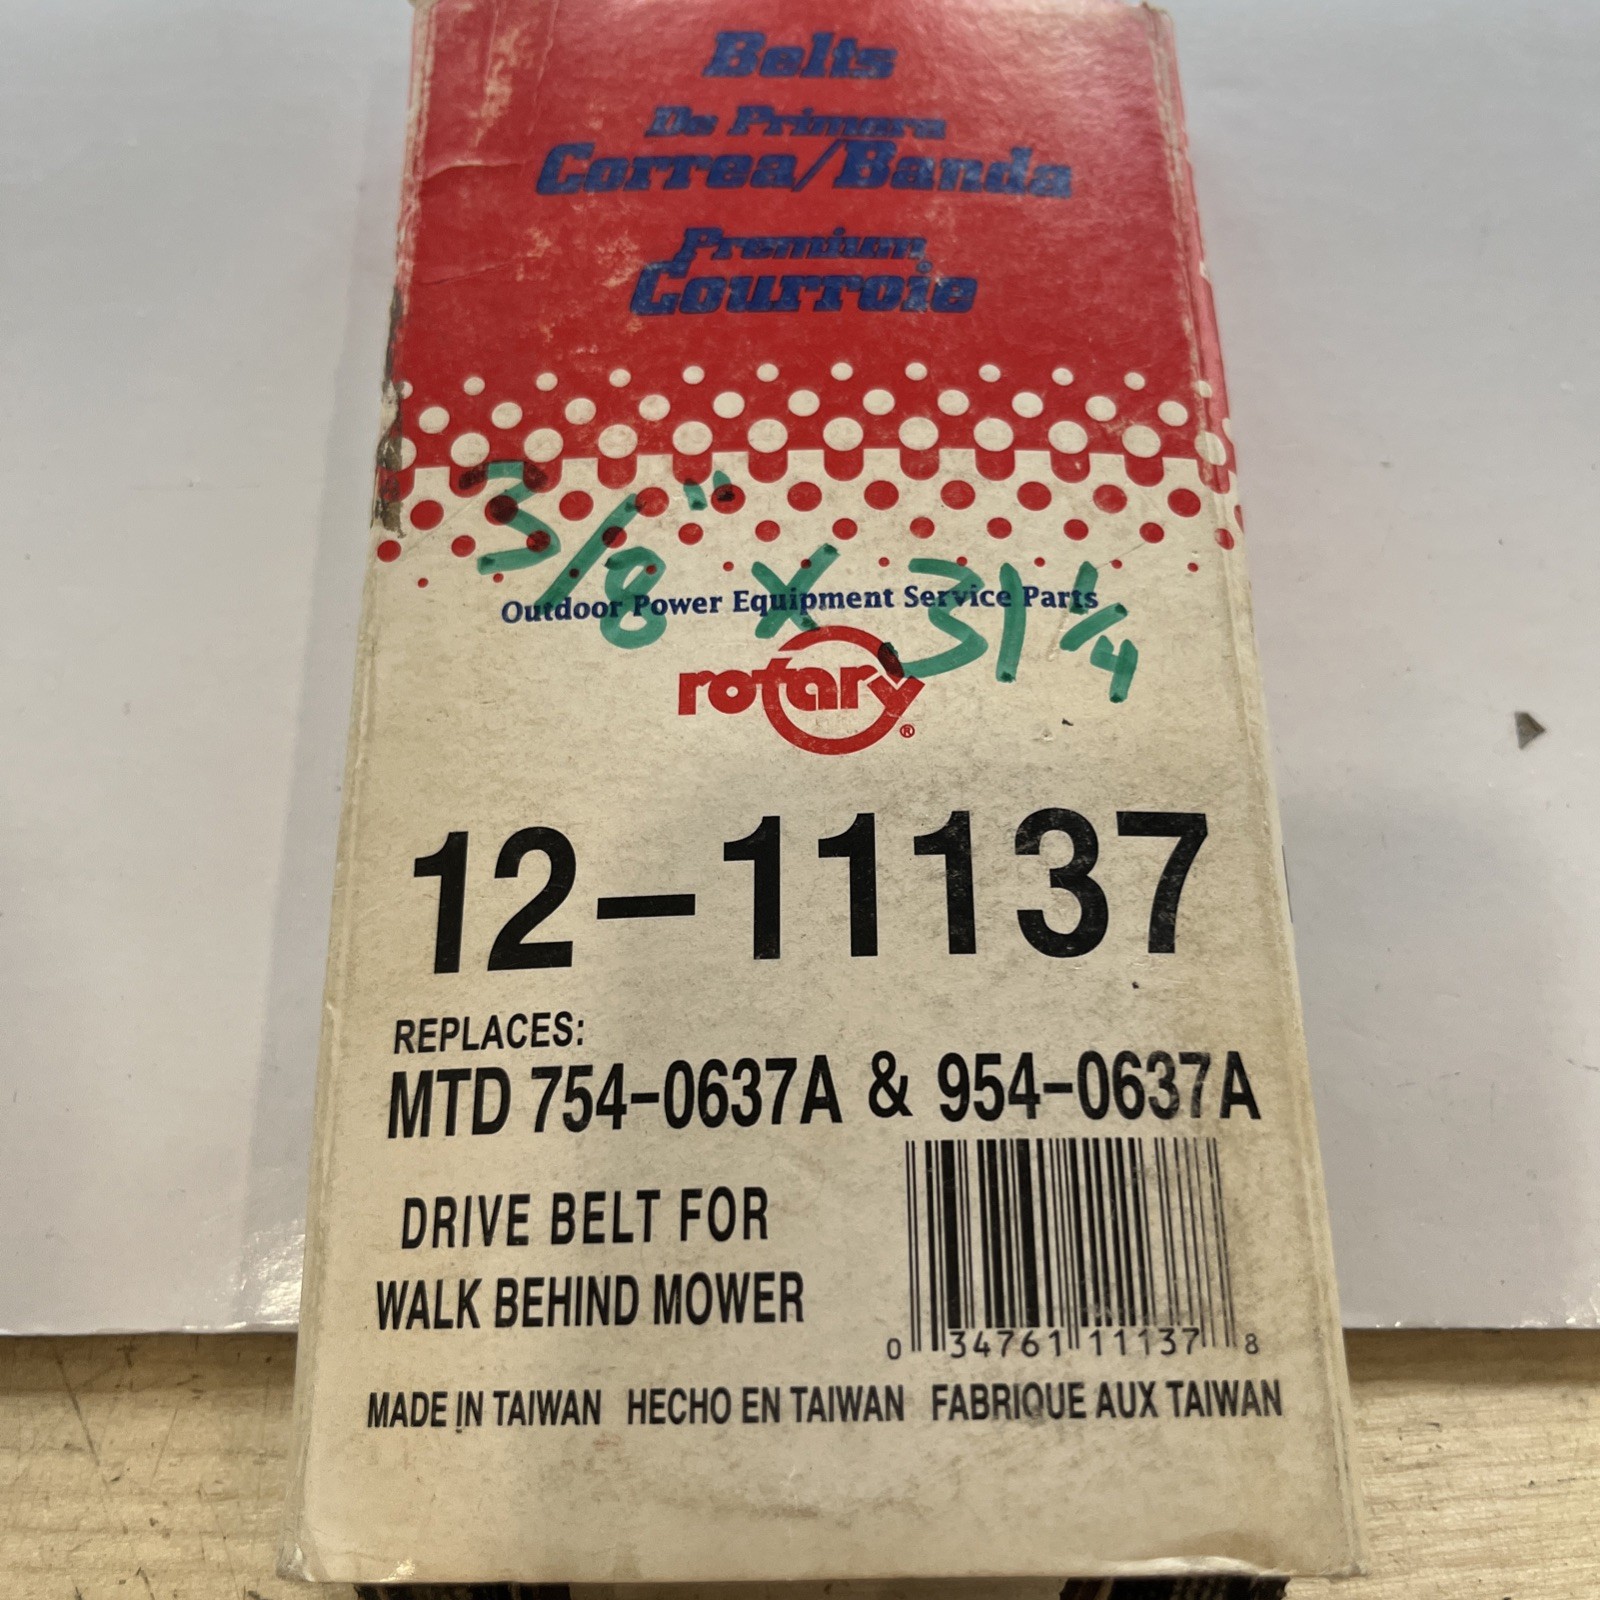 Belts
De Primera
Correa/Banda
Premium
Courroie
3/8" x 31 1/4
Outdoor Power Equipment Service Parts
rotary®
12-11137
REPLACES:
MTD 754-0637A & 954-0637A
DRIVE BELT FOR
WALK BEHIND MOWER
0 34761 11137 8
MADE IN TAIWAN HECHO EN TAIWAN FABRIQUE AUX TAIWAN